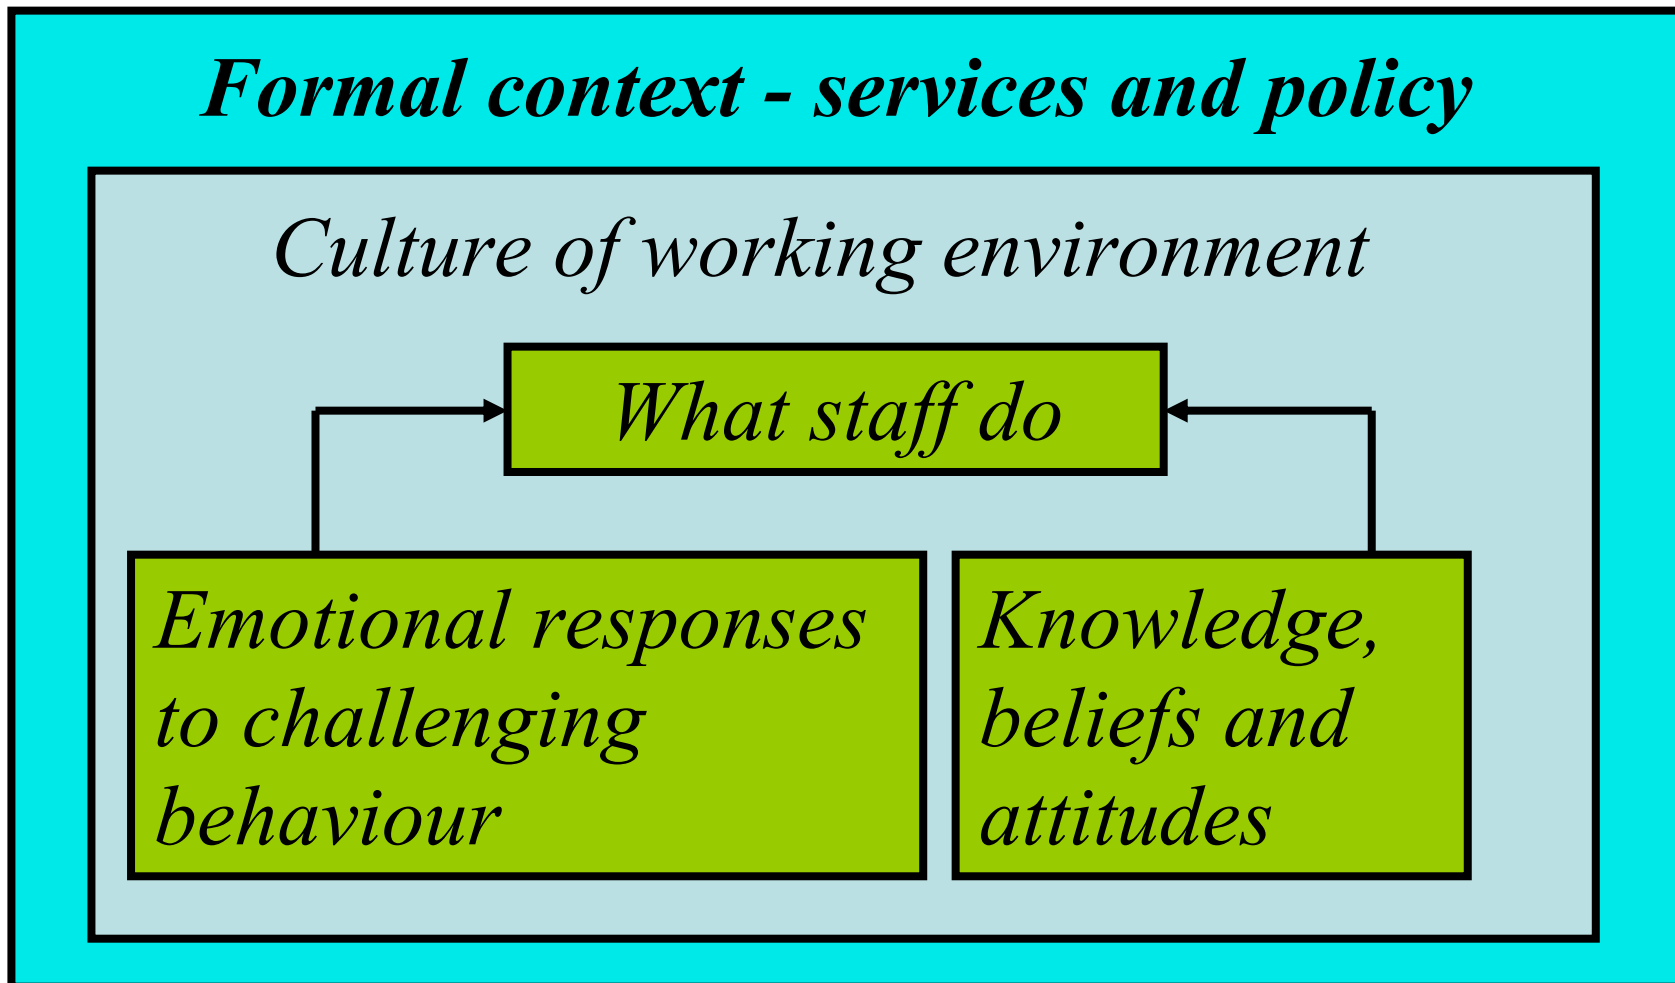 Formal context - services and policy
Culture of working environment
What staff do
Emotional responses
to challenging
behaviour
Knowledge,
beliefs and
attitudes